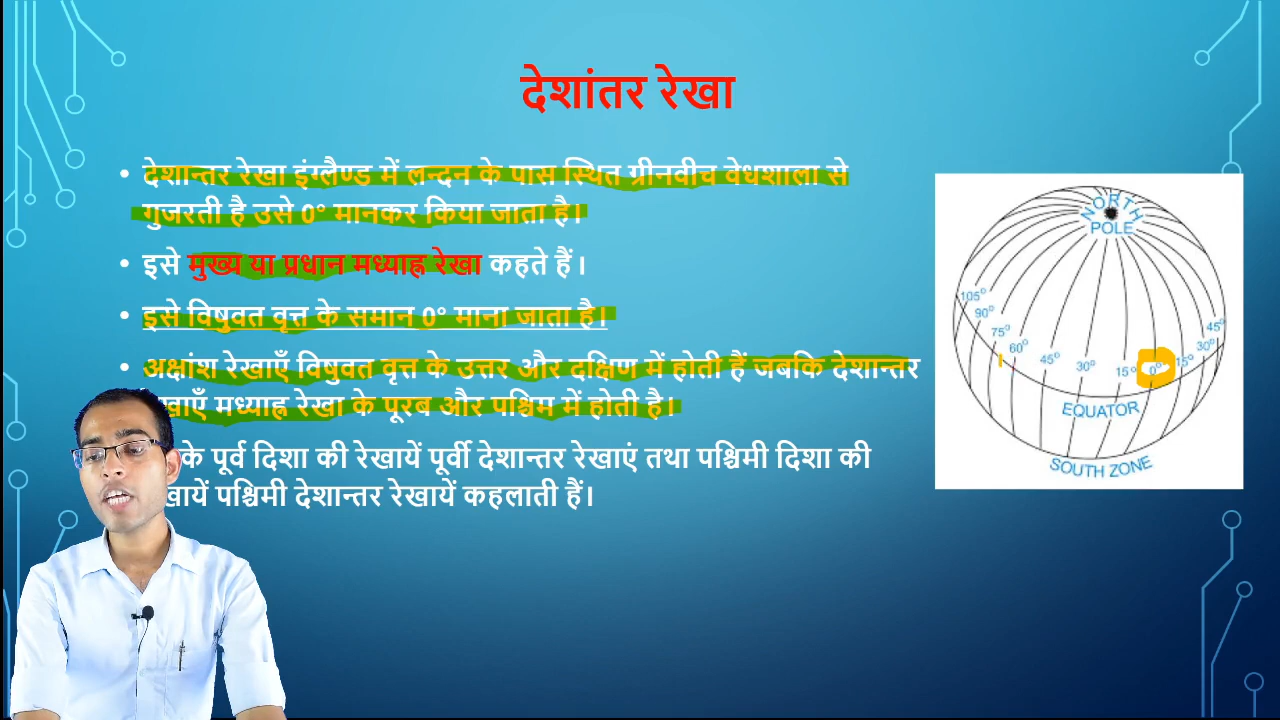 देशांतर रेखा
• देशान्तर रेखा इंग्लैण्ड में लन्दन के पास स्थित ग्रीनवीच वेधशाला से
गुजरती है उसे 0° मानकर किया जाता है।
• इसे मुख्य या प्रधान मध्याह्न रेखा कहते हैं।
• इसे विषुवत वृत्त के समान 0° माना जाता है।
• अक्षांश रेखाएँ विषुवत वृत्त के उत्तर और दक्षिण में होती हैं जबकि देशान्तर
मध्याह्न रेखा के पूरब और पश्चिम में होती है।
के पूर्व दिशा की रेखायें पूर्वी देशान्तर रेखाएं तथा पश्चिमी दिशा की
पश्चिमी देशान्तर रेखायें कहलाती हैं।
NORTH
POLE
105° 90° 75° 60° 45° 30° 15° 0° 15° 30° 45°
EQUATOR
SOUTH ZONE